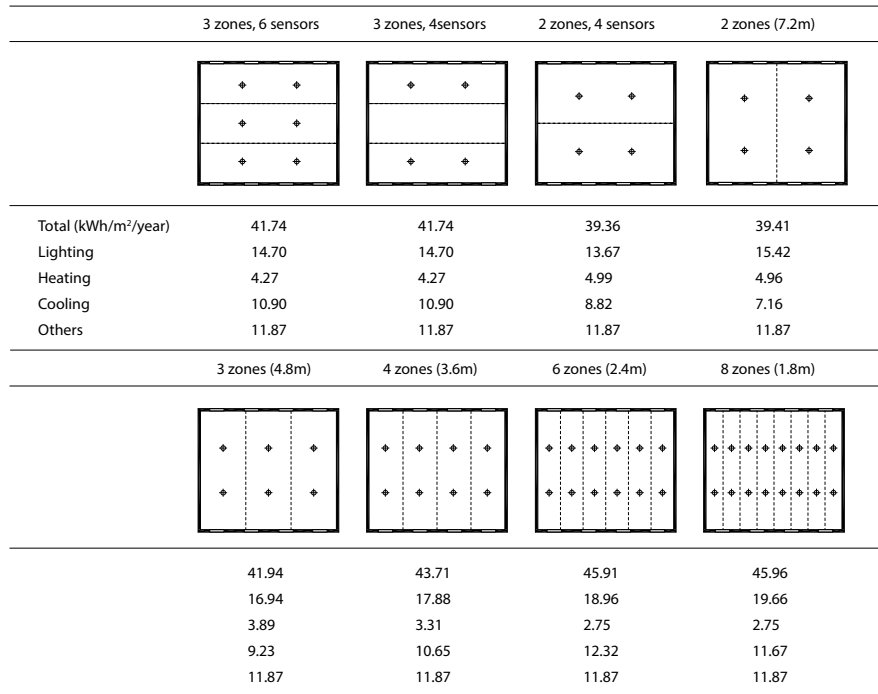 3 zones, 6 sensors 3 zones, 4sensors 2 zones, 4 sensors 2 zones (7.2m)
Total (kWh/m²/year) 41.74 41.74 39.36 39.41
Lighting 14.70 14.70 13.67 15.42
Heating 4.27 4.27 4.99 4.96
Cooling 10.90 10.90 8.82 7.16
Others 11.87 11.87 11.87 11.87
3 zones (4.8m) 4 zones (3.6m) 6 zones (2.4m) 8 zones (1.8m)
41.94 43.71 45.91 45.96
16.94 17.88 18.96 19.66
3.89 3.31 2.75 2.75
9.23 10.65 12.32 11.67
11.87 11.87 11.87 11.87